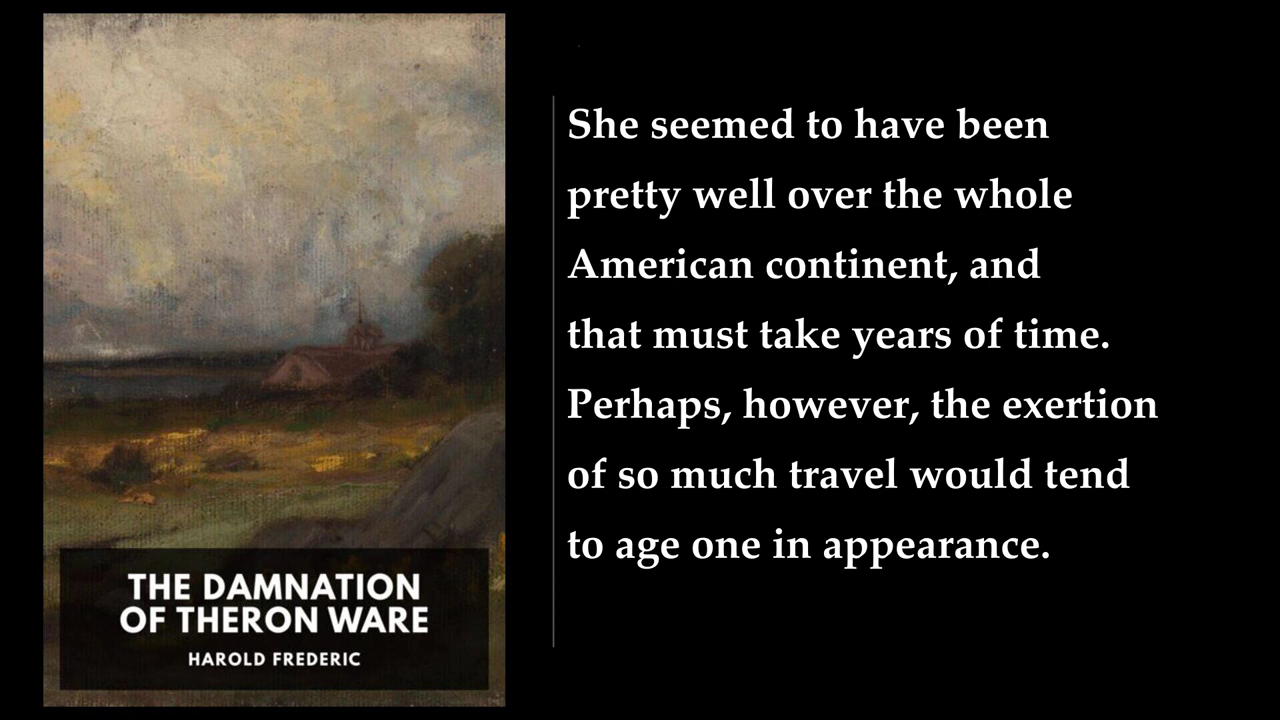 THE DAMNATION
OF THERON WARE
HAROLD FREDERIC
She seemed to have been
pretty well over the whole
American continent, and
that must take years of time.
Perhaps, however, the exertion
of so much travel would tend
to age one in appearance.